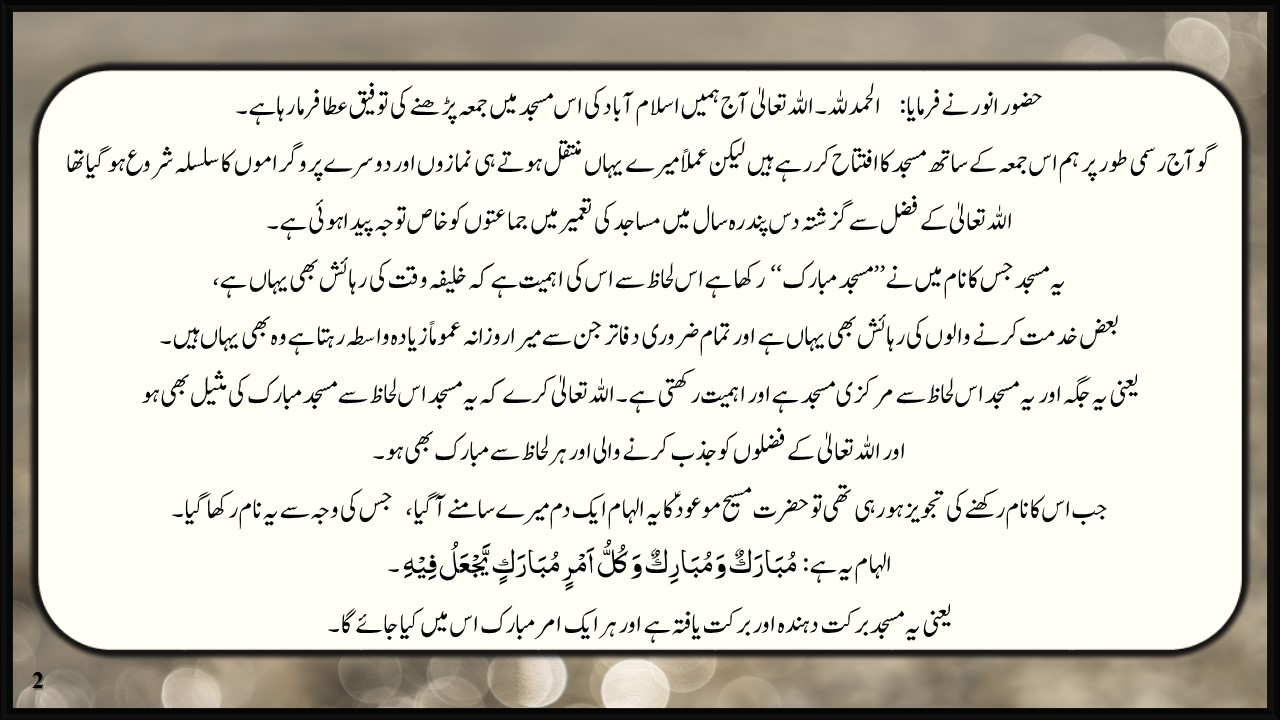 حضور انور نے فرمایا: الحمد للہ۔ اللہ تعالیٰ آج ہمیں اسلام آباد کی اس مسجد میں جمعہ پڑھنے کی توفیق عطا فرما رہا ہے۔
گو آج رسمی طور پر ہم اس جمعہ کے ساتھ مسجد کا افتتاح کر رہے ہیں لیکن عملاً میرے یہاں منتقل ہوتے ہی نمازوں اور دوسرے پروگراموں کا سلسلہ شروع ہو گیا تھا
اللہ تعالیٰ کے فضل سے گزشتہ دس پندرہ سال میں مساجد کی تعمیر میں جماعتوں کو خاص توجہ پیدا ہوئی ہے۔
یہ مسجد جس کا نام میں نے ”مسجد مبارک“ رکھا ہے اس لحاظ سے اس کی اہمیت ہے کہ خلیفہ وقت کی رہائش بھی یہاں ہے،
بعض خدمت کرنے والوں کی رہائش بھی یہاں ہے اور تمام ضروری دفاتر جن سے میرا روزانہ عموماً زیادہ واسطہ رہتا ہے وہ بھی یہاں ہیں۔
یعنی یہ جگہ اور یہ مسجد اس لحاظ سے مرکزی مسجد ہے اور اہمیت رکھتی ہے۔ اللہ تعالیٰ کرے کہ یہ مسجد اس لحاظ سے مسجد مبارک کی مثیل بھی ہو
اور اللہ تعالیٰ کے فضلوں کو جذب کرنے والی اور ہر لحاظ سے مبارک بھی ہو۔
جب اس کا نام رکھنے کی تجویز ہو رہی تھی تو حضرت مسیح موعودؑ کا یہ الہام ایک دم میرے سامنے آ گیا، جس کی وجہ سے یہ نام رکھا گیا۔
الہام یہ ہے: مُبَارَکٌ وَ مُبَارِکٌ وَ کُلُّ اَمْرٍ مُبَارَكٍ یُّجْعَلُ فِیْہِ۔
یعنی یہ مسجد برکت دہندہ اور برکت یافتہ ہے اور ہر ایک امر مبارک اس میں کیا جائے گا۔
2